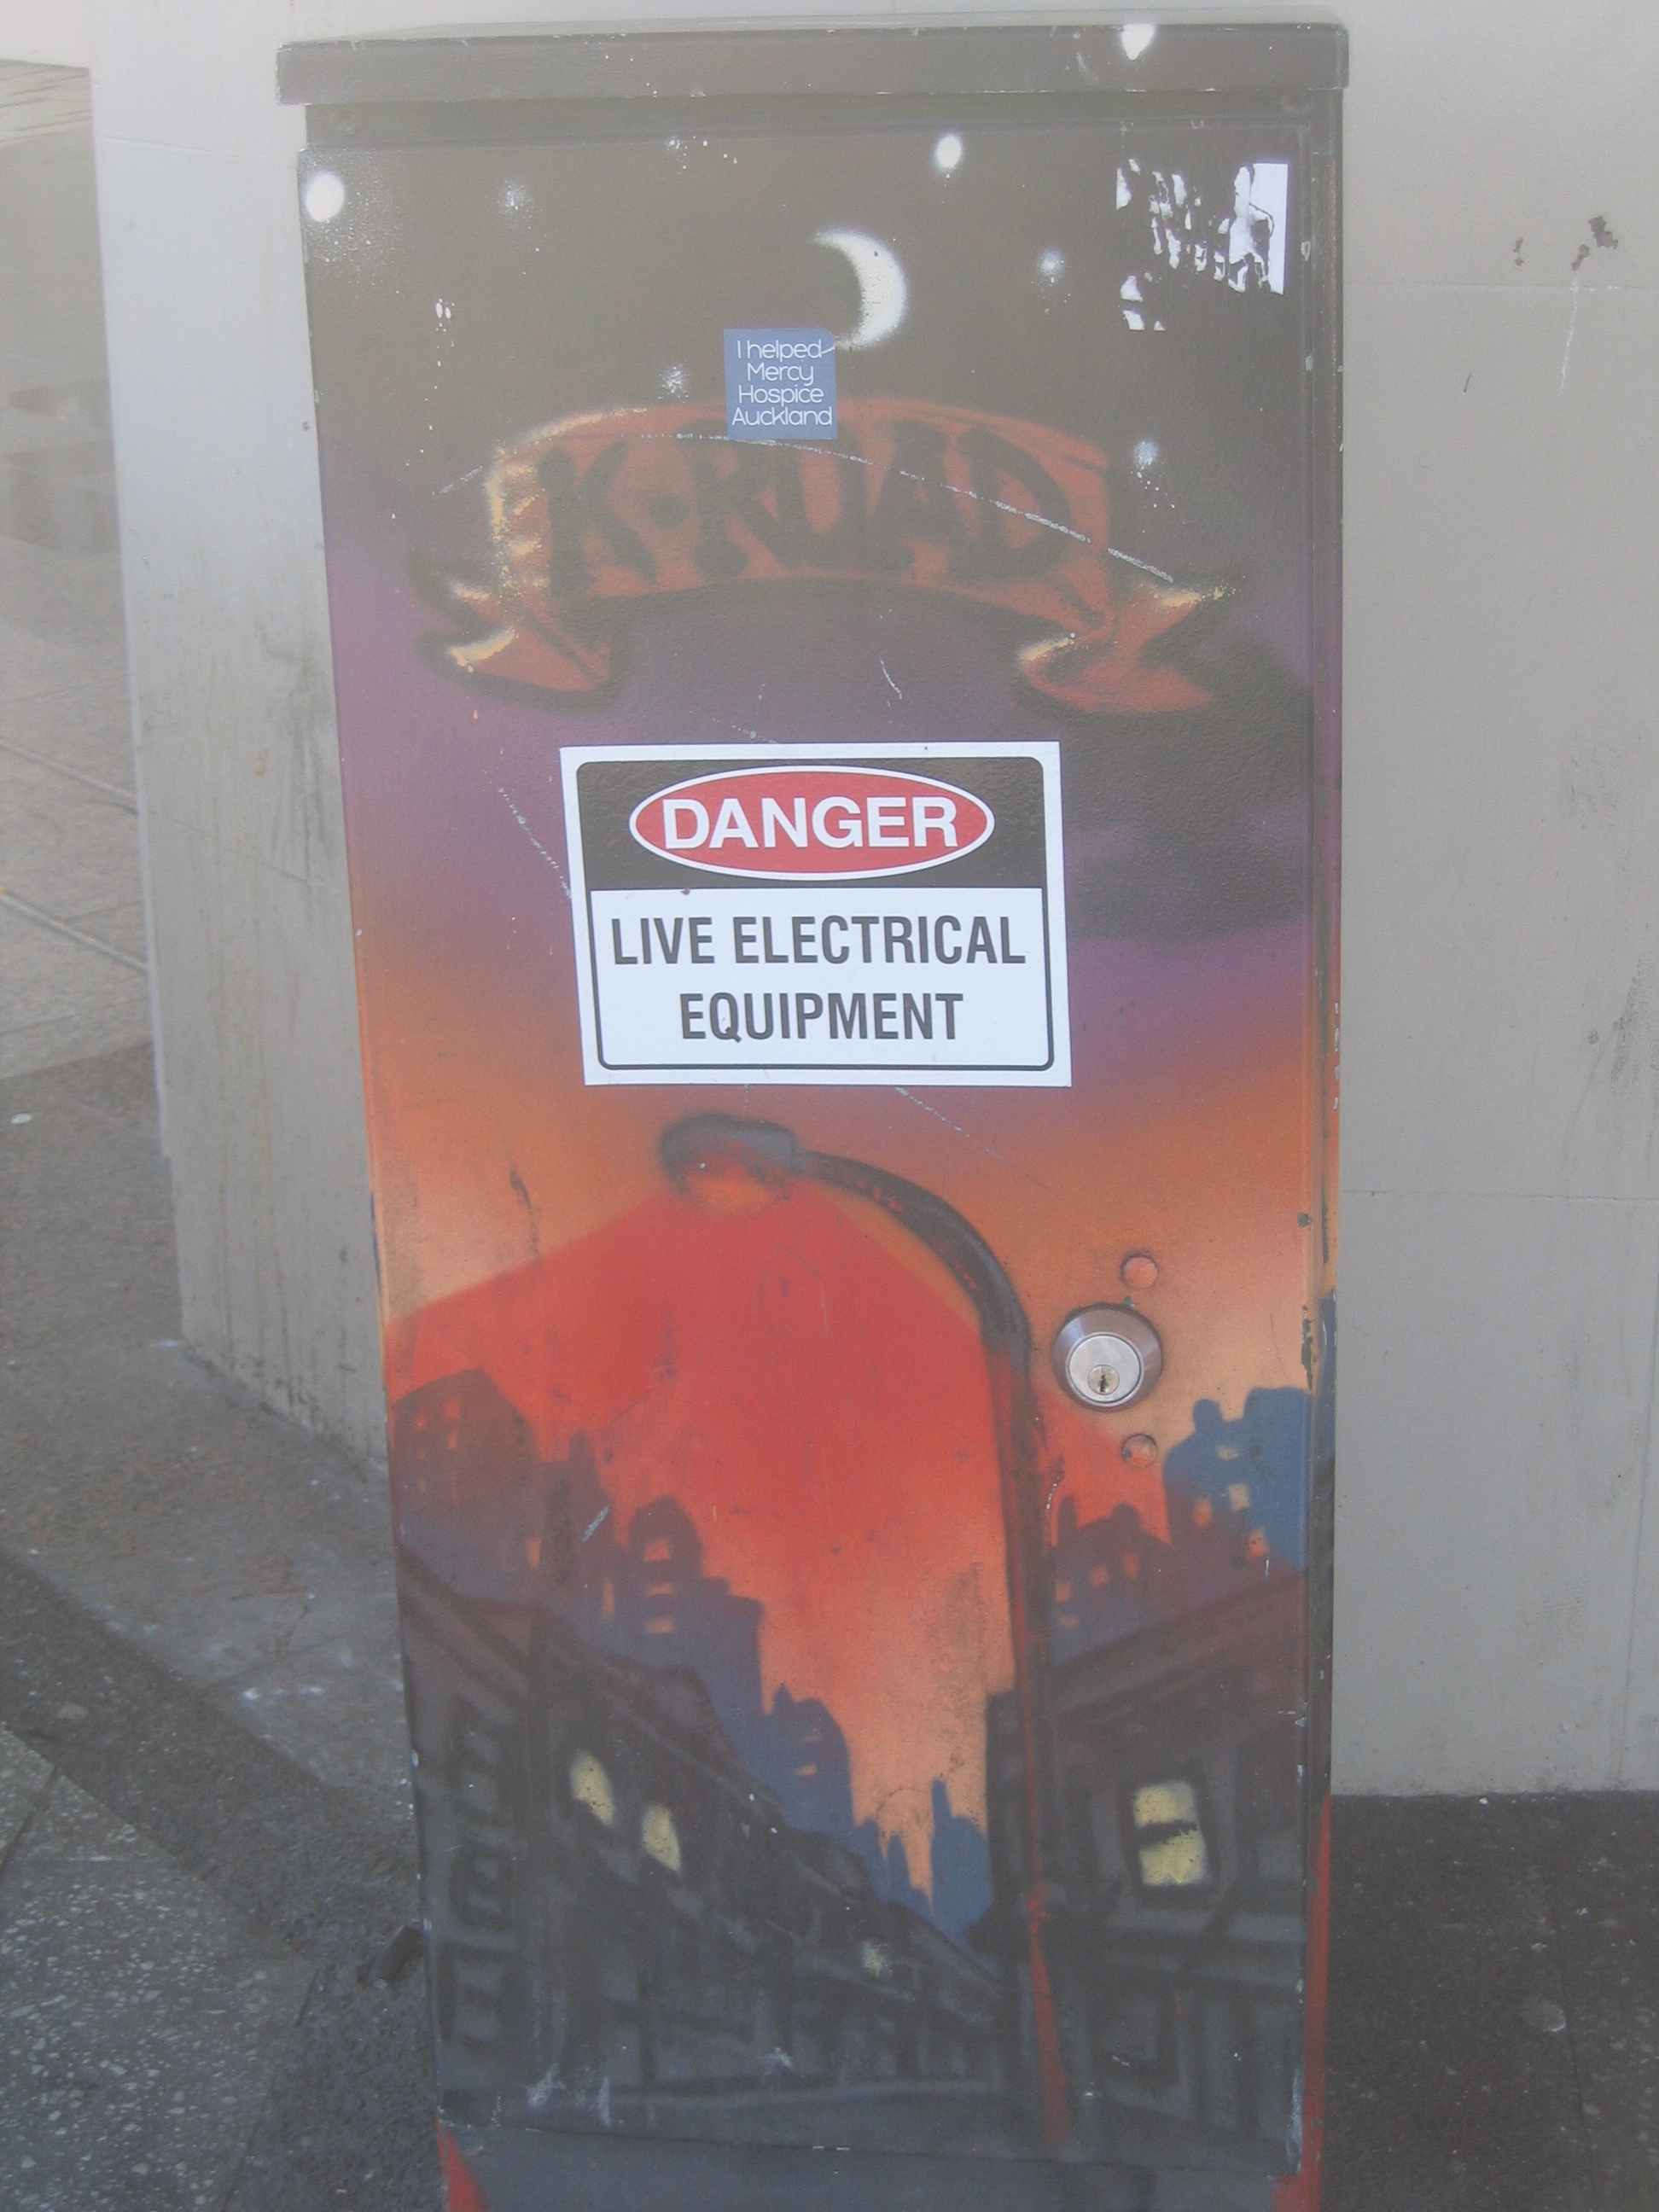 I helped
Mercy
Hospice
Auckland
K·ROAD
DANGER
LIVE ELECTRICAL
EQUIPMENT